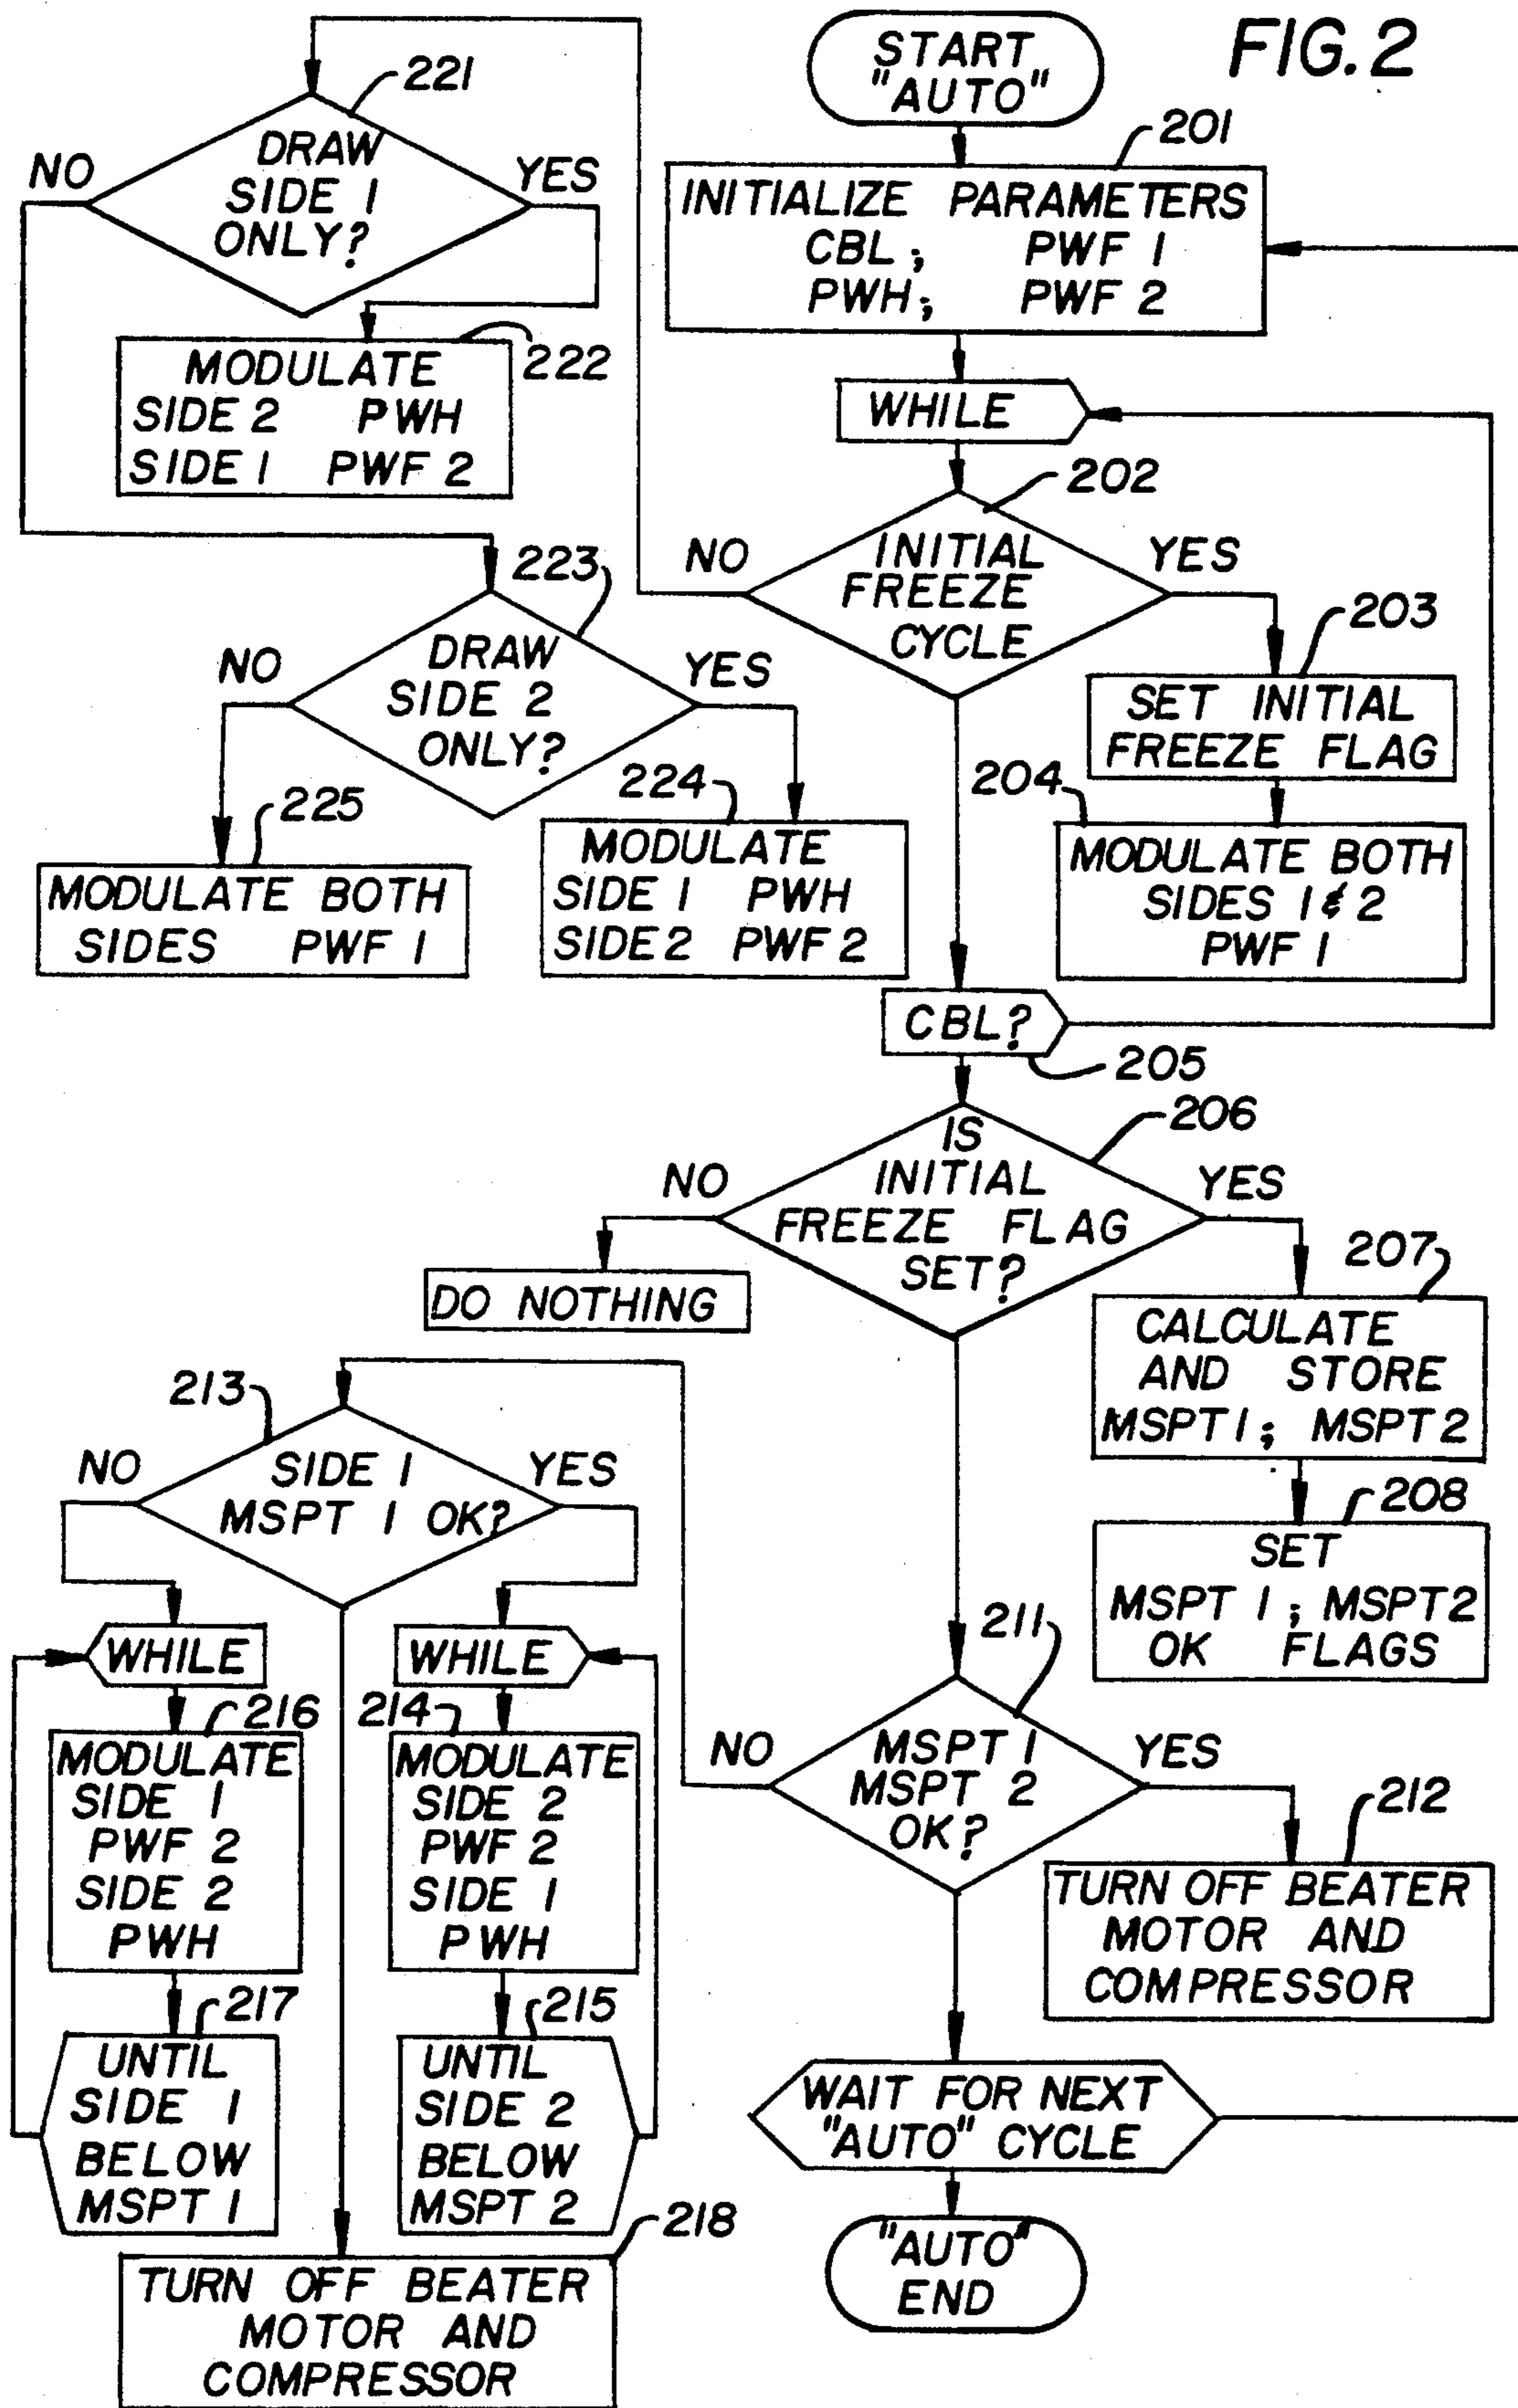 FIG. 2
START
"AUTO"
201
INITIALIZE PARAMETERS
CBL; PWF 1
PWH; PWF 2
WHILE
202
INITIAL
FREEZE
CYCLE
NO
YES
203
SET INITIAL
FREEZE FLAG
204
MODULATE BOTH
SIDES 1 & 2
PWF 1
221
DRAW
SIDE 1
ONLY?
NO
YES
222
MODULATE
SIDE 2 PWH
SIDE 1 PWF 2
223
DRAW
SIDE 2
ONLY?
NO
YES
224
MODULATE
SIDE 1 PWH
SIDE 2 PWF 2
225
MODULATE BOTH
SIDES PWF 1
CBL?
205
206
IS
INITIAL
FREEZE FLAG
SET?
NO
YES
DO NOTHING
207
CALCULATE
AND STORE
MSPT 1; MSPT 2
208
SET
MSPT 1; MSPT 2
OK FLAGS
211
MSPT 1
MSPT 2
OK?
NO
YES
212
TURN OFF BEATER
MOTOR AND
COMPRESSOR
213
SIDE 1
MSPT 1 OK?
NO
YES
WHILE
216
MODULATE
SIDE 1
PWF 2
SIDE 2
PWH
217
UNTIL
SIDE 1
BELOW
MSPT 1
WHILE
214
MODULATE
SIDE 2
PWF 2
SIDE 1
PWH
215
UNTIL
SIDE 2
BELOW
MSPT 2
218
TURN OFF BEATER
MOTOR AND
COMPRESSOR
WAIT FOR NEXT
"AUTO" CYCLE
"AUTO"
END